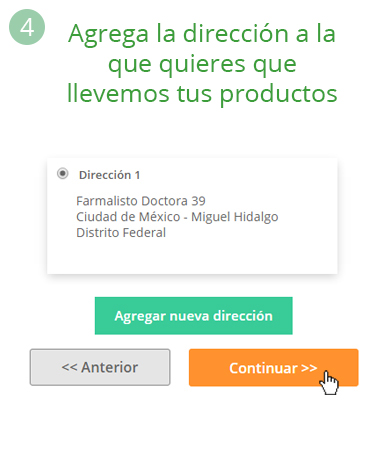 4
Agrega la dirección a la
que quieres que
llevemos tus productos
Dirección 1
Farmalisto Doctora 39
Ciudad de México - Miguel Hidalgo
Distrito Federal
Agregar nueva dirección
<< Anterior
Continuar >>